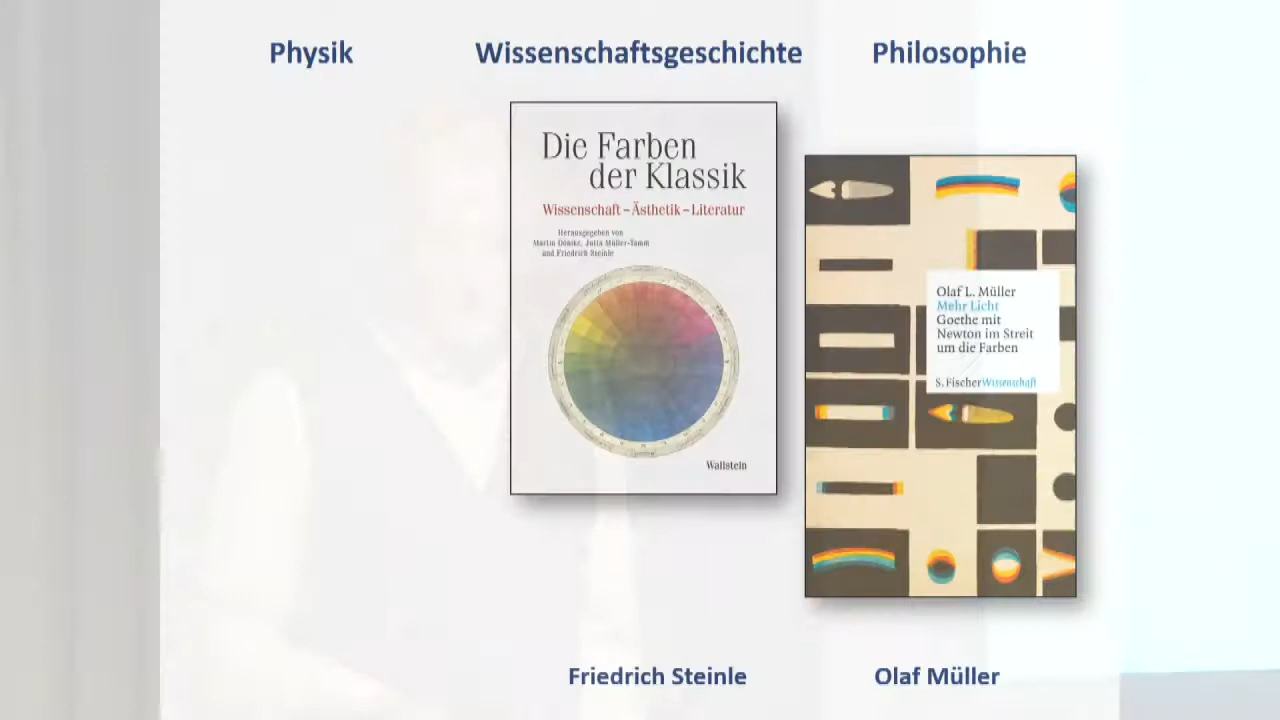 Physik
Wissenschaftsgeschichte
Philosophie
Die Farben
der Klassik
Wissenschaft – Ästhetik – Literatur
Herausgegeben von
Martin Dönike, Jutta Müller-Tamm
und Friedrich Steinle
Wallstein
Olaf L. Müller
Mehr Licht
Goethe mit
Newton im Streit
um die Farben
S. Fischer Wissenschaft
Friedrich Steinle
Olaf Müller